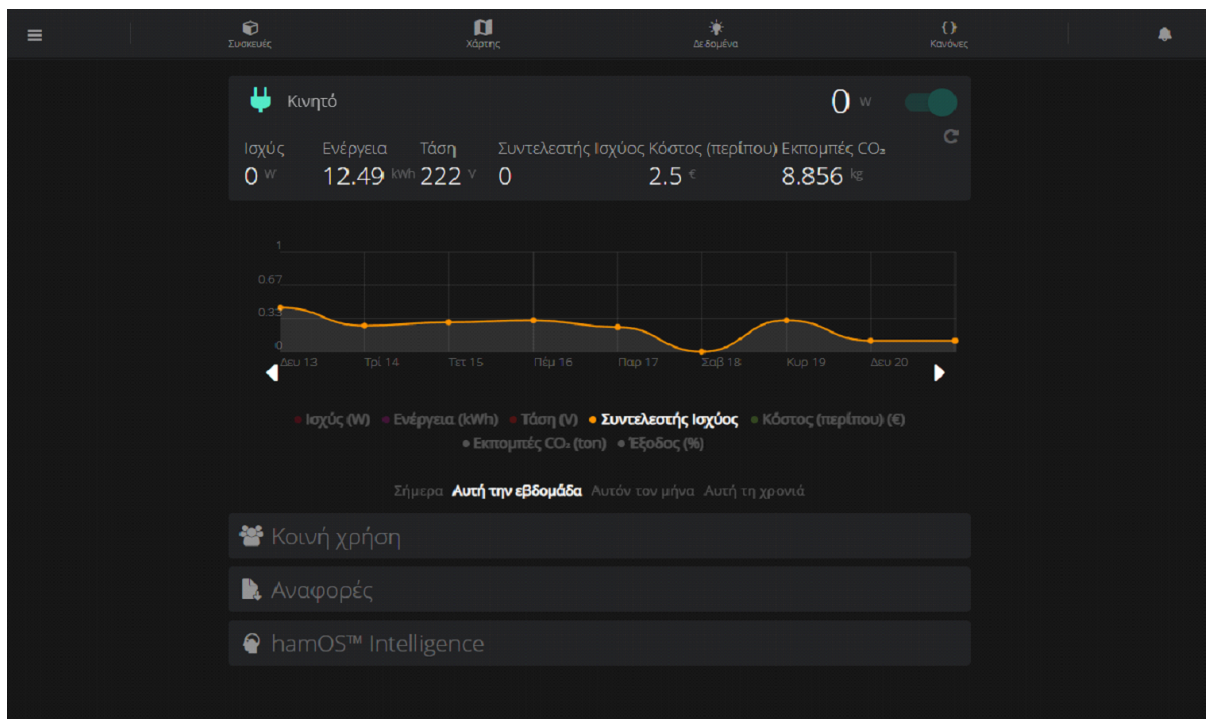 Συσκευές Χάρτης Δεδομένα Κανόνες
Κινητό 0 W
Ισχύς Ενέργεια Τάση Συντελεστής Ισχύος Κόστος (περίπου) Εκπομπές CO₂
0 W 12.49 kWh 222 V 0 2.5 € 8.856 kg
1
0.67
0.33
0
Δευ 13 Τρί 14 Τετ 15 Πέμ 16 Παρ 17 Σαβ 18 Κυρ 19 Δευ 20
Ισχύς (W) Ενέργεια (kWh) Τάση (V) Συντελεστής Ισχύος Κόστος (περίπου) (€)
Εκπομπές CO₂ (ton) Έξοδος (%)
Σήμερα Αυτή την εβδομάδα Αυτόν τον μήνα Αυτή τη χρονιά
Κοινή χρήση
Αναφορές
hamOS™ Intelligence